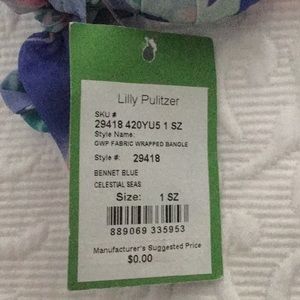 Lilly Pulitzer
SKU #
29418 420YU5 1 SZ
Style Name:
GWP FABRIC WRAPPED BANGLE
Style #: 29418
BENNET BLUE
CELESTIAL SEAS
Size: 1 SZ
889069 335953
Manufacturer's Suggested Price
$0.00